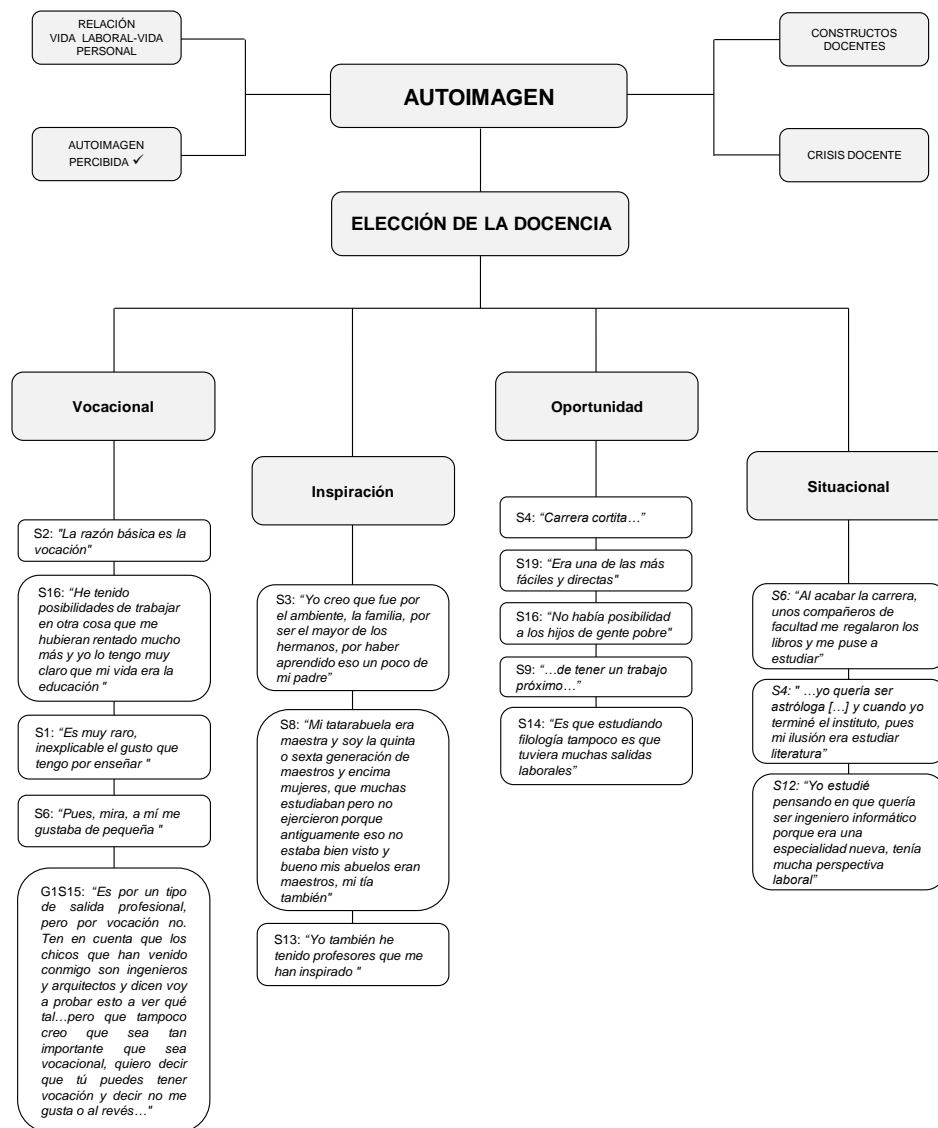 RELACIÓN
VIDA LABORAL-VIDA
PERSONAL
AUTOIMAGEN
PERCIBIDA ✓
AUTOIMAGEN
CONSTRUCTOS
DOCENTES
CRISIS DOCENTE
ELECCIÓN DE LA DOCENCIA
Vocacional
S2: "La razón básica es la
vocación"
S16: “He tenido
posibilidades de trabajar
en otra cosa que me
hubieran rentado mucho
más y yo lo tengo muy
claro que mi vida era la
educación "
S1: “Es muy raro,
inexplicable el gusto que
tengo por enseñar "
S6: “Pues, mira, a mí me
gustaba de pequeña "
G1S15: “Es por un tipo
de salida profesional,
pero por vocación no.
Ten en cuenta que los
chicos que han venido
conmigo son ingenieros
y arquitectos y dicen voy
a probar esto a ver qué
tal…pero que tampoco
creo que sea tan
importante que sea
vocacional, quiero decir
que tú puedes tener
vocación y decir no me
gusta o al revés…"
Inspiración
S3: “Yo creo que fue por
el ambiente, la familia, por
ser el mayor de los
hermanos, por haber
aprendido eso un poco de
mi padre”
S8: “Mi tatarabuela era
maestra y soy la quinta
o sexta generación de
maestros y encima
mujeres, que muchas
estudiaban pero no
ejercieron porque
antiguamente eso no
estaba bien visto y
bueno mis abuelos eran
maestros, mi tía
también"
S13: “Yo también he
tenido profesores que me
han inspirado "
Oportunidad
S4: “Carrera cortita…”
S19: “Era una de las más
fáciles y directas"
S16: “No había posibilidad
a los hijos de gente pobre"
S9: “…de tener un trabajo
próximo…”
S14: “Es que estudiando
filología tampoco es que
tuviera muchas salidas
laborales”
Situacional
S6: “Al acabar la carrera,
unos compañeros de
facultad me regalaron los
libros y me puse a
estudiar”
S4: " …yo quería ser
astróloga […] y cuando yo
terminé el instituto, pues
mi ilusión era estudiar
literatura”
S12: “Yo estudié
pensando en que quería
ser ingeniero informático
porque era una
especialidad nueva, tenía
mucha perspectiva
laboral”